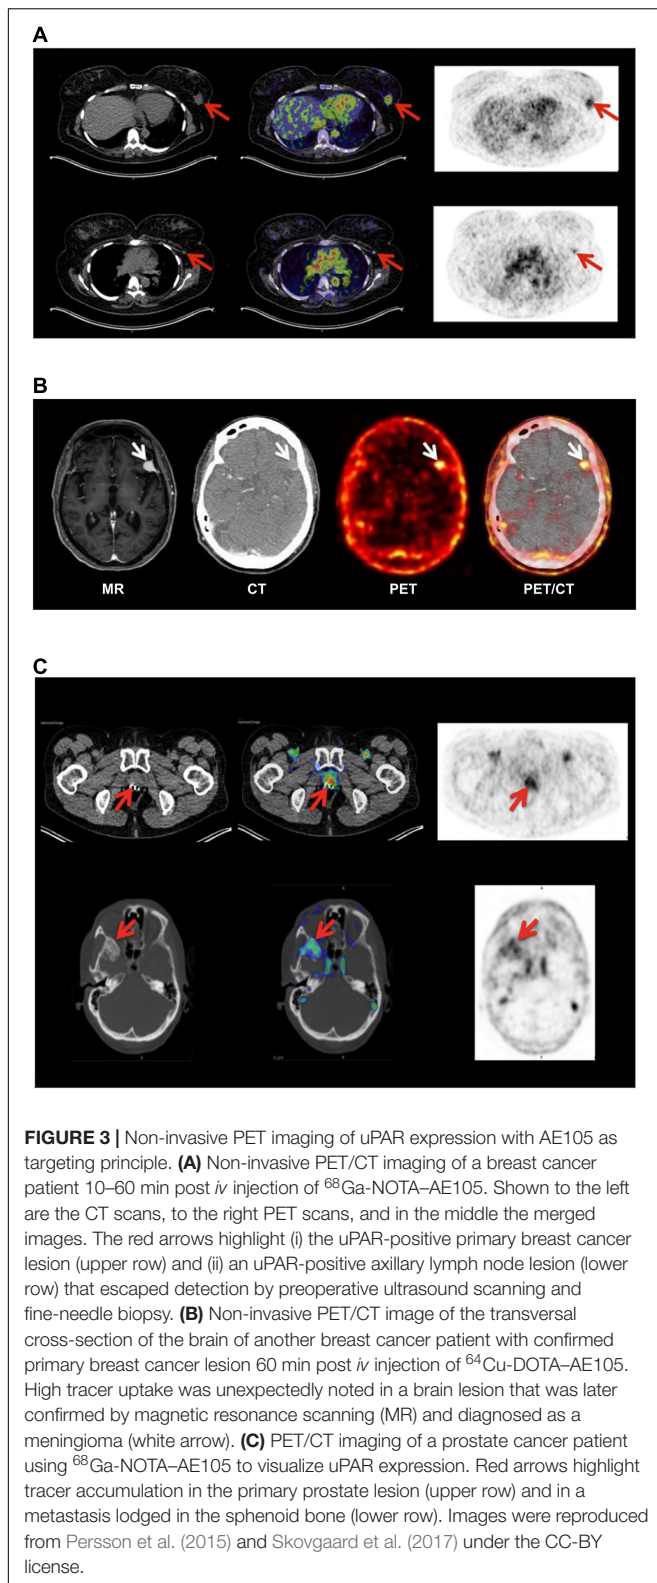 A
B
MR CT PET PET/CT
C
FIGURE 3 | Non-invasive PET imaging of uPAR expression with AE105 as
targeting principle. (A) Non-invasive PET/CT imaging of a breast cancer
patient 10–60 min post iv injection of ⁶⁸Ga-NOTA–AE105. Shown to the left
are the CT scans, to the right PET scans, and in the middle the merged
images. The red arrows highlight (i) the uPAR-positive primary breast cancer
lesion (upper row) and (ii) an uPAR-positive axillary lymph node lesion (lower
row) that escaped detection by preoperative ultrasound scanning and
fine-needle biopsy. (B) Non-invasive PET/CT image of the transversal
cross-section of the brain of another breast cancer patient with confirmed
primary breast cancer lesion 60 min post iv injection of ⁶⁴Cu-DOTA–AE105.
High tracer uptake was unexpectedly noted in a brain lesion that was later
confirmed by magnetic resonance scanning (MR) and diagnosed as a
meningioma (white arrow). (C) PET/CT imaging of a prostate cancer patient
using ⁶⁸Ga-NOTA–AE105 to visualize uPAR expression. Red arrows highlight
tracer accumulation in the primary prostate lesion (upper row) and in a
metastasis lodged in the sphenoid bone (lower row). Images were reproduced
from Persson et al. (2015) and Skovgaard et al. (2017) under the CC-BY
license.